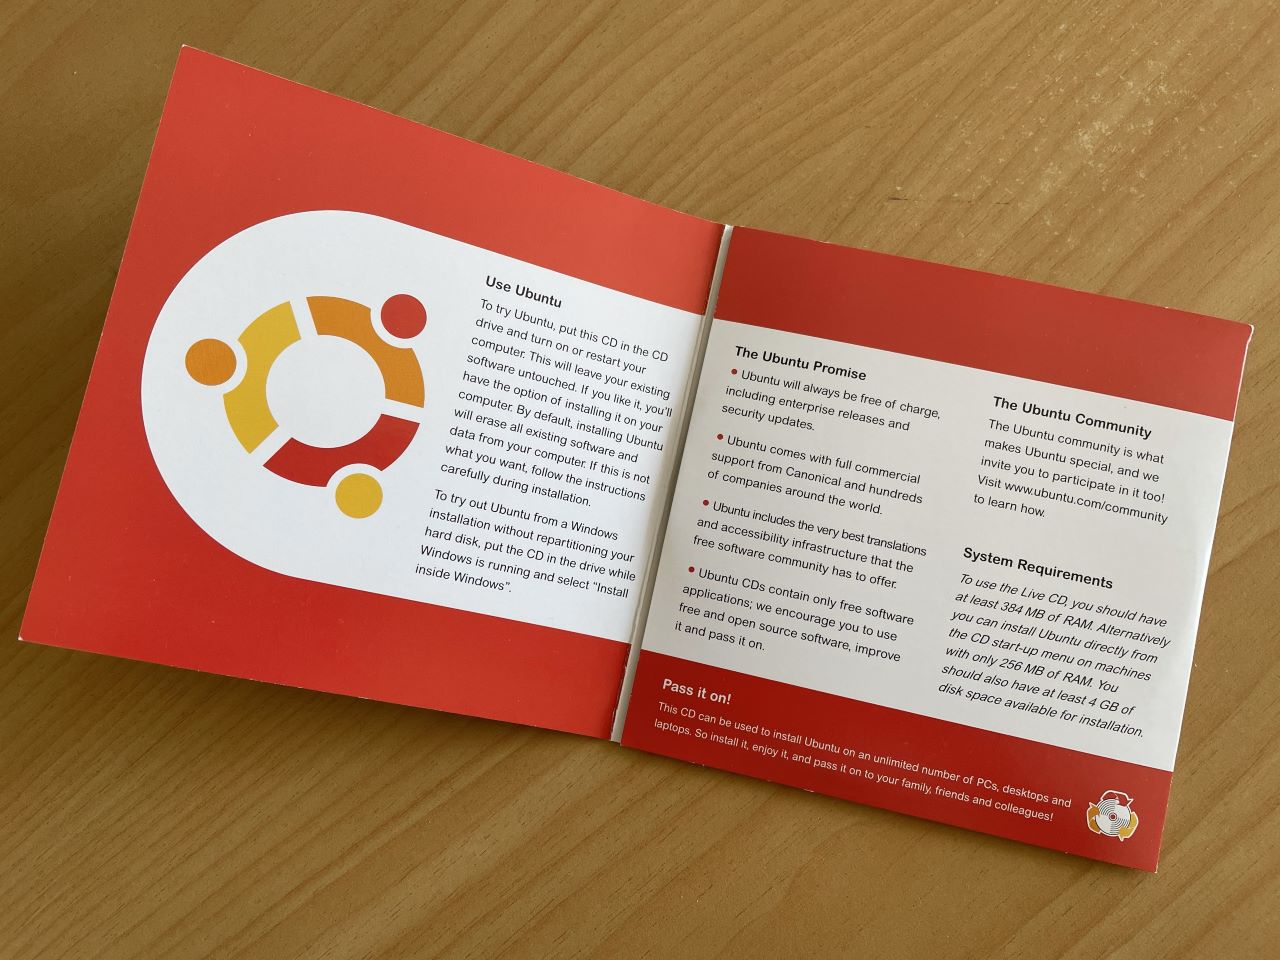 Use Ubuntu
To try Ubuntu, put this CD in the CD
drive and turn on or restart your
computer. This will leave your existing
software untouched. If you like it, you'll
have the option of installing it on your
computer. By default, installing Ubuntu
will erase all existing software and
data from your computer. If this is not
what you want, follow the instructions
carefully during installation.
To try out Ubuntu from a Windows
installation without repartitioning your
hard disk, put the CD in the drive while
Windows is running and select “Install
inside Windows”.
The Ubuntu Promise
• Ubuntu will always be free of charge,
including enterprise releases and
security updates.
• Ubuntu comes with full commercial
support from Canonical and hundreds
of companies around the world.
• Ubuntu includes the very best translations
and accessibility infrastructure that the
free software community has to offer.
• Ubuntu CDs contain only free software
applications; we encourage you to use
free and open source software, improve
it and pass it on.
The Ubuntu Community
The Ubuntu community is what
makes Ubuntu special, and we
invite you to participate in it too!
Visit www.ubuntu.com/community
to learn how.
System Requirements
To use the Live CD, you should have
at least 384 MB of RAM. Alternatively
you can install Ubuntu directly from
the CD start-up menu on machines
with only 256 MB of RAM. You
should also have at least 4 GB of
disk space available for installation.
Pass it on!
This CD can be used to install Ubuntu on an unlimited number of PCs, desktops and
laptops. So install it, enjoy it, and pass it on to your family, friends and colleagues!